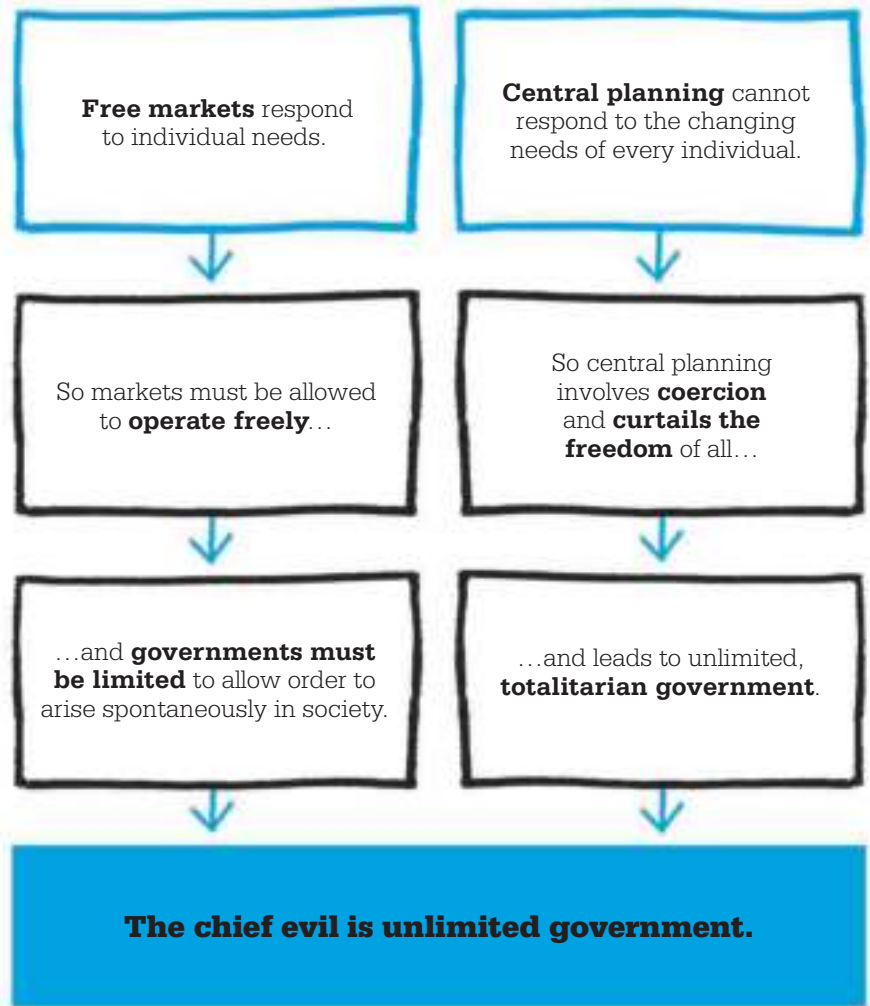 Free markets respond
to individual needs.
So markets must be allowed
to operate freely…
…and governments must
be limited to allow order to
arise spontaneously in society.
Central planning cannot
respond to the changing
needs of every individual.
So central planning
involves coercion
and curtails the
freedom of all…
…and leads to unlimited,
totalitarian government.
The chief evil is unlimited government.